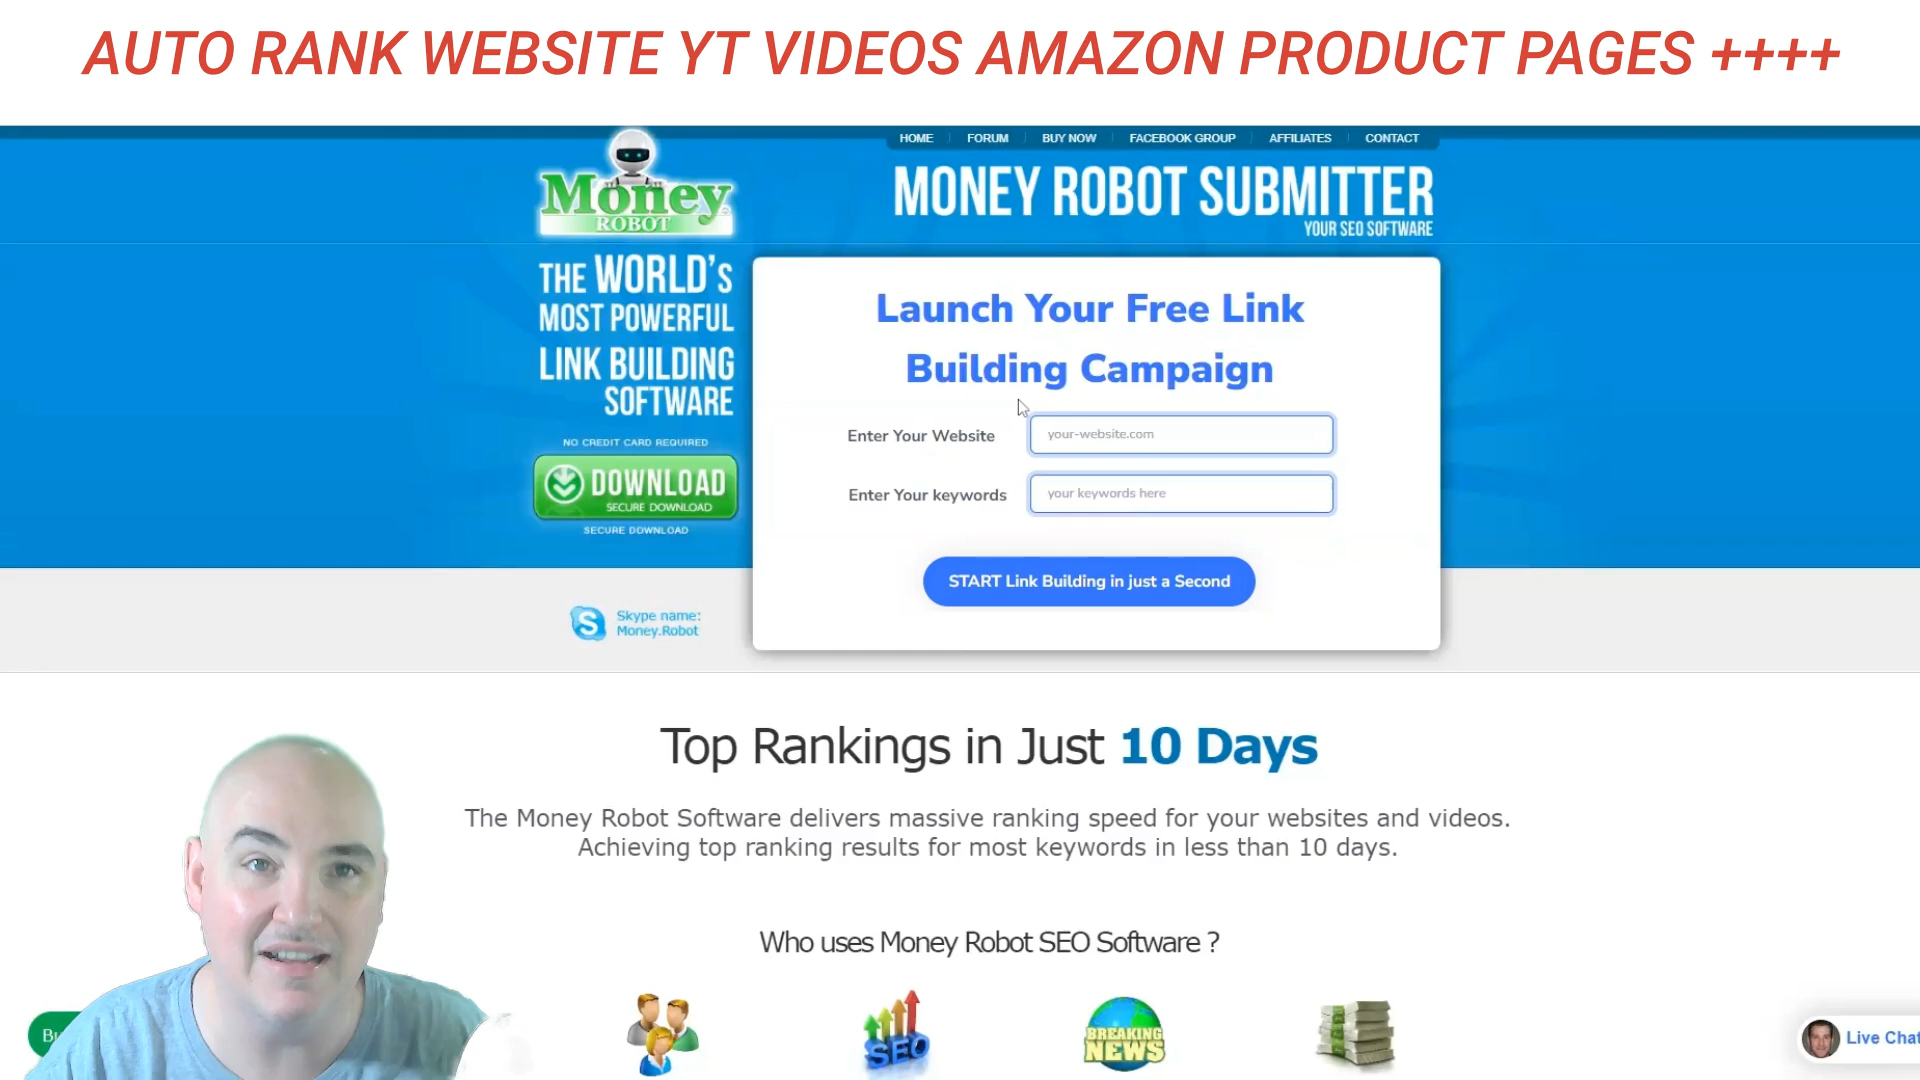 AUTO RANK WEBSITE YT VIDEOS AMAZON PRODUCT PAGES ++++
HOME FORUM BUY NOW FACEBOOK GROUP AFFILIATES CONTACT
Money
ROBOT
MONEY ROBOT SUBMITTER
YOUR SEO SOFTWARE
THE WORLD'S
MOST POWERFUL
LINK BUILDING
SOFTWARE
NO CREDIT CARD REQUIRED
DOWNLOAD
SECURE DOWNLOAD
SECURE DOWNLOAD
Skype name:
Money.Robot
Launch Your Free Link
Building Campaign
Enter Your Website your-website.com
Enter Your keywords your keywords here
START Link Building in just a Second
Top Rankings in Just 10 Days
The Money Robot Software delivers massive ranking speed for your websites and videos.
Achieving top ranking results for most keywords in less than 10 days.
Who uses Money Robot SEO Software ?
SEO
BREAKING
NEWS
Live Chat